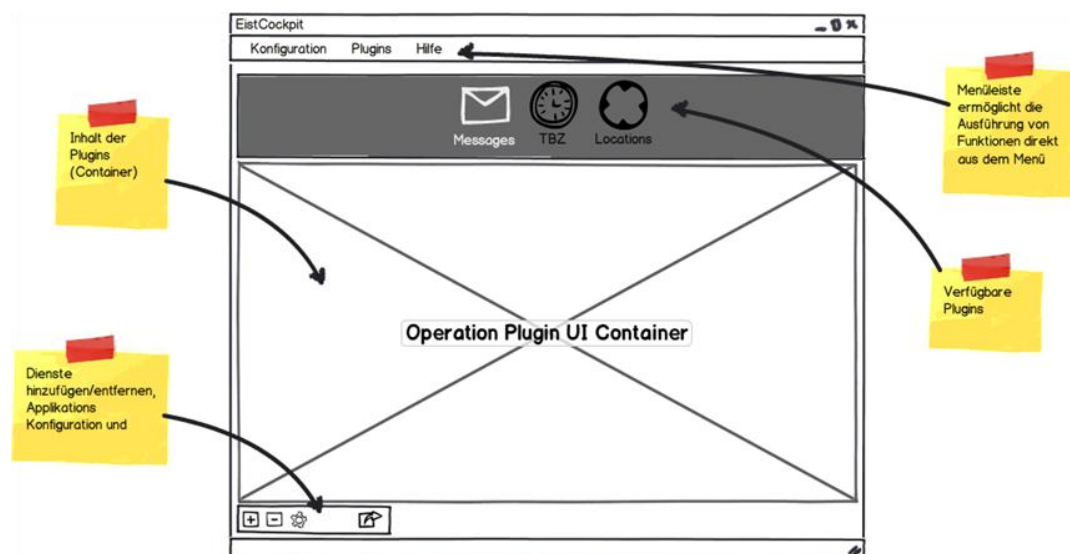 EistCockpit
Konfiguration Plugins Hilfe
Messages TBZ Locations
Operation Plugin UI Container
Inhalt der
Plugins
(Container)
Dienste
hinzufügen/entfernen,
Applikations
Konfiguration und
Menüleiste
ermöglicht die
Ausführung von
Funktionen direkt
aus dem Menü
Verfügbare
Plugins